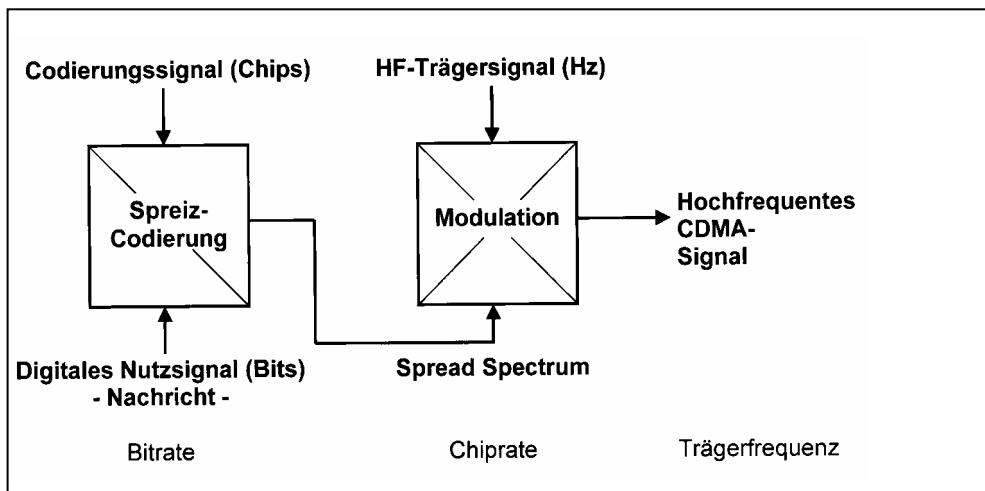 Codierungssignal (Chips)
HF-Trägersignal (Hz)
Spreiz-
Codierung
Modulation
Hochfrequentes
CDMA-
Signal
Digitales Nutzsignal (Bits)
- Nachricht -
Spread Spectrum
Bitrate
Chiprate
Trägerfrequenz